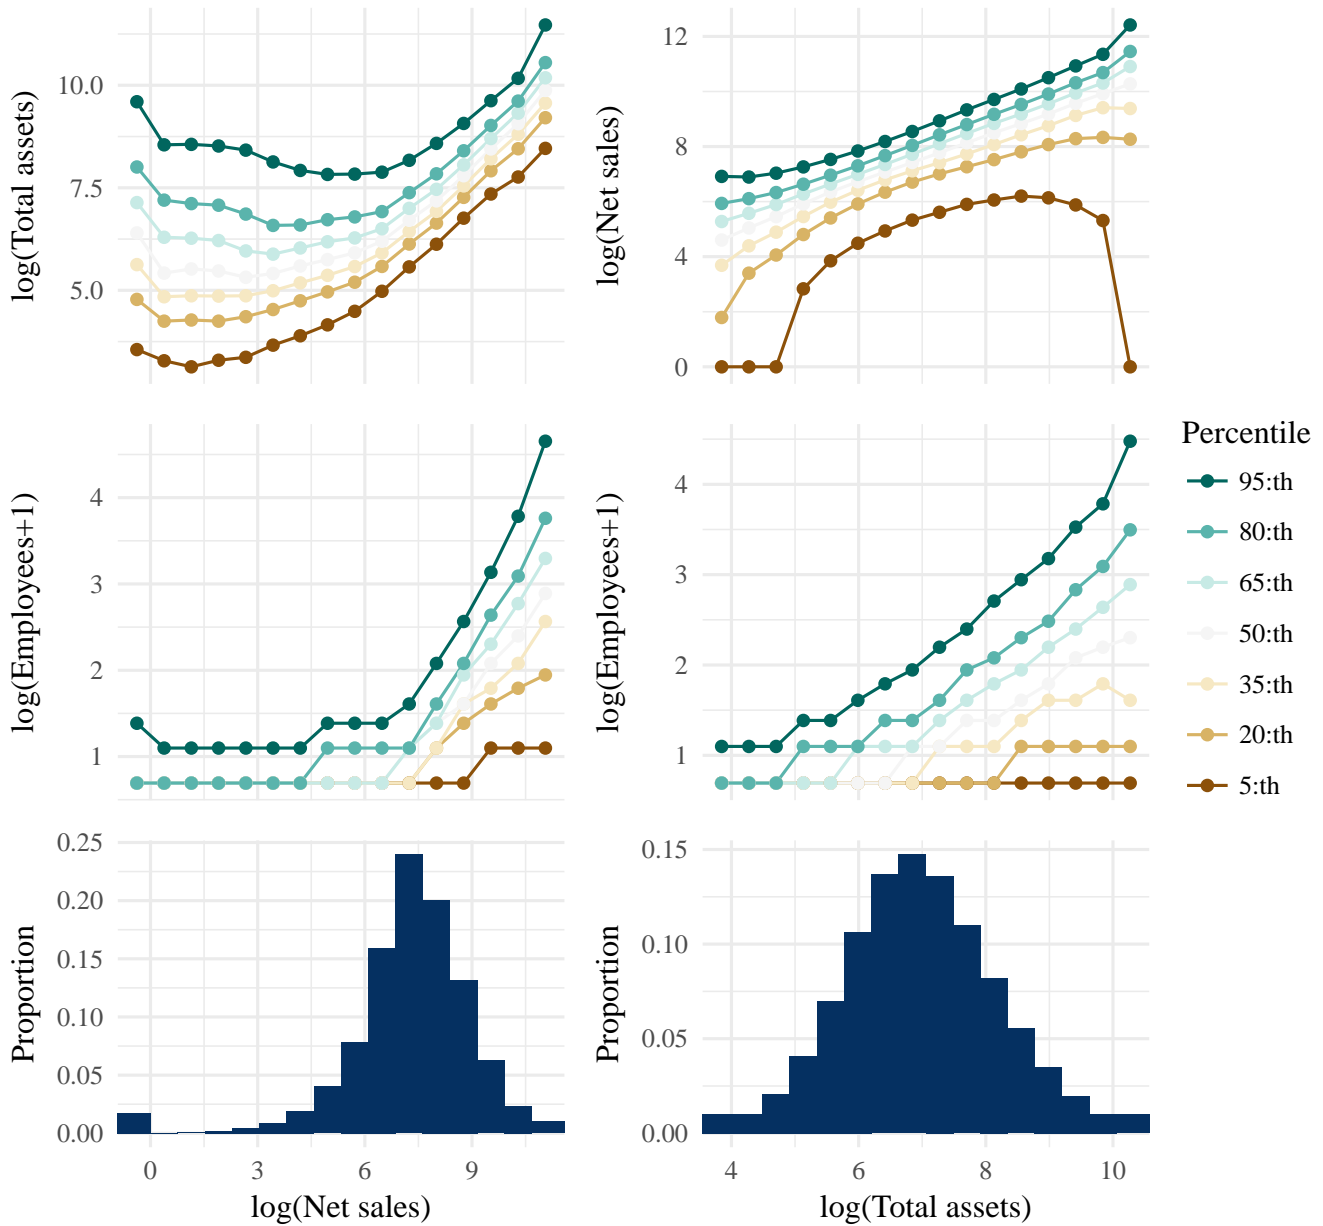 log(Total assets)
10.0
7.5
5.0
log(Net sales)
12
8
4
0
log(Employees+1)
4
3
2
1
log(Employees+1)
4
3
2
1
Percentile
95:th
80:th
65:th
50:th
35:th
20:th
5:th
Proportion
0.25
0.20
0.15
0.10
0.05
0.00
0
3
6
9
log(Net sales)
Proportion
0.15
0.10
0.05
0.00
4
6
8
10
log(Total assets)